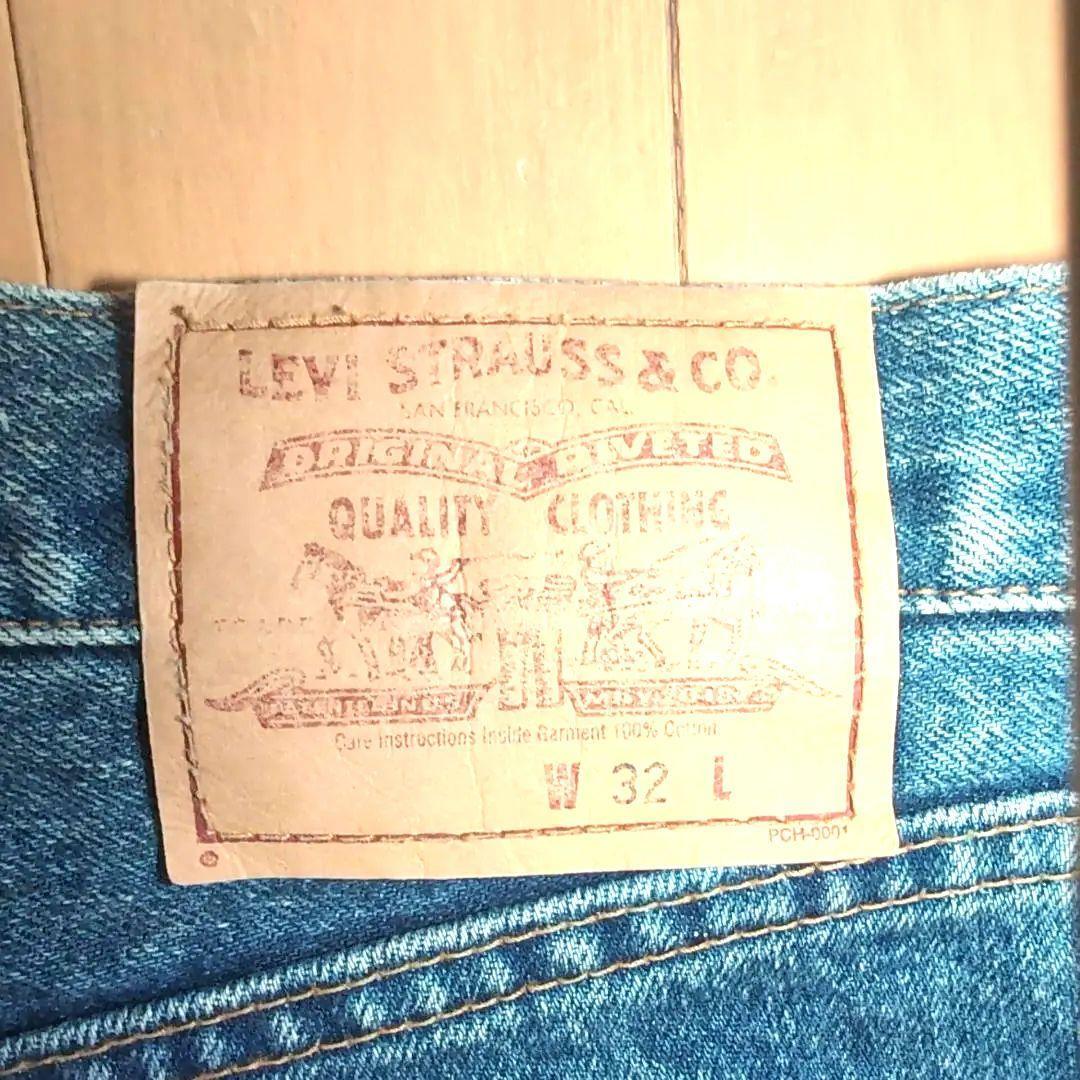 LEVI STRAUSS & CO.
SAN FRANCISCO, CAL.
ORIGINAL RIVETED
QUALITY CLOTHING
Care Instructions Inside Garment 100% Cotton
W 32 L
PCH-0001
®